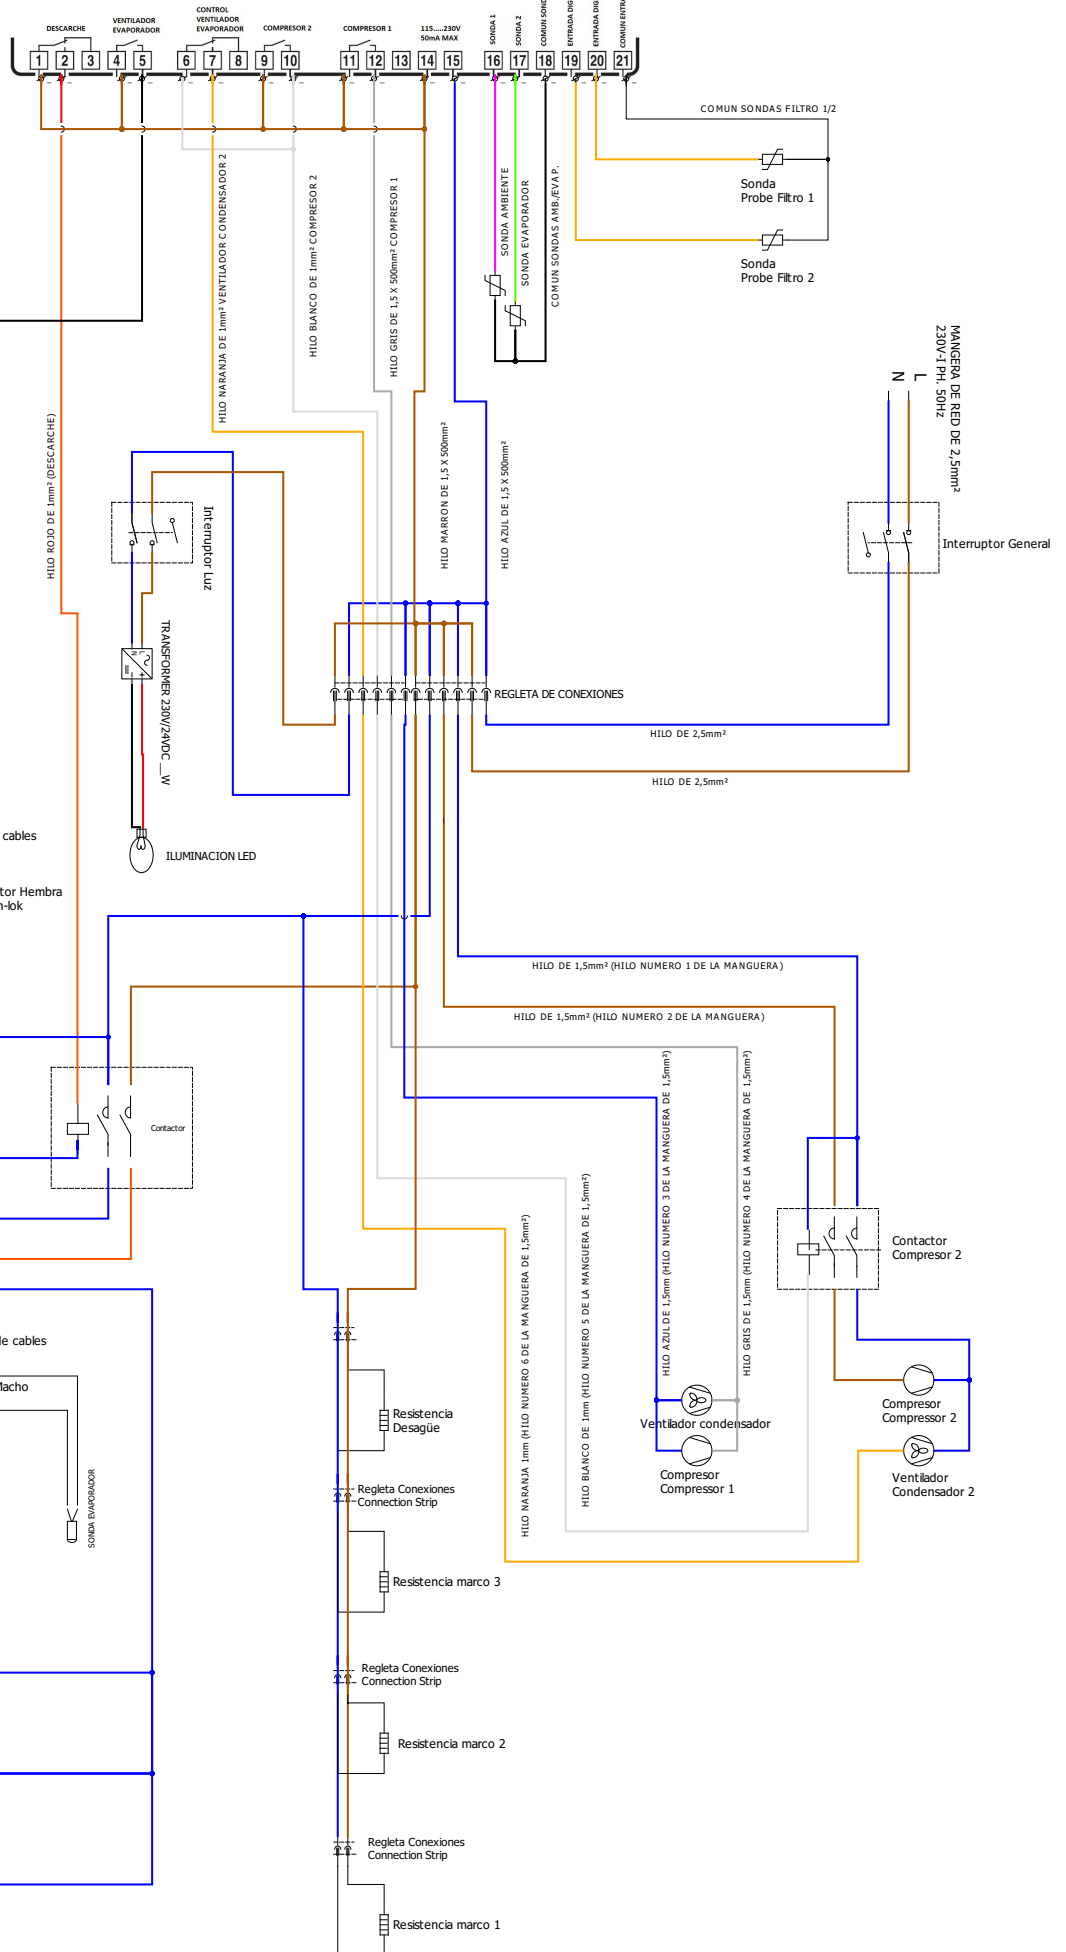 DESCARCHE
VENTILADOR
EVAPORADOR
CONTROL
VENTILADOR
EVAPORADOR
COMPRESOR 2
COMPRESOR 1
115.....230V
50mA MAX
SONDA 1
SONDA 2
COMUN SOND
ENTRADA DIG
ENTRADA DIG
COMUN ENTRA
1 2 3 4 5 6 7 8 9 10 11 12 13 14 15 16 17 18 19 20 21
COMUN SONDAS FILTRO 1/2
Sonda
Probe Filtro 1
Sonda
Probe Filtro 2
HILO NARANJA DE 1mm² VENTILADOR CONDENSADOR 2
HILO BLANCO DE 1mm² COMPRESOR 2
HILO GRIS DE 1,5 X 500mm² COMPRESOR 1
SONDA AMBIENTE
SONDA EVAPORADOR
COMUN SONDAS AMB./EVAP.
MANGERA DE RED DE 2,5mm²
230V-I PH. 50Hz
L
N
HILO ROJO DE 1mm² (DESCARCHE)
HILO MARRON DE 1,5 X 500mm²
HILO AZUL DE 1,5 X 500mm²
Interruptor Luz
Interruptor General
TRANSFORMER 230V/24VDC __W
L
N
+
-
REGLETA DE CONEXIONES
HILO DE 2,5mm²
HILO DE 2,5mm²
cables
ILUMINACION LED
tor Hembra
n-lok
HILO DE 1,5mm² (HILO NUMERO 1 DE LA MANGUERA)
HILO DE 1,5mm² (HILO NUMERO 2 DE LA MANGUERA)
Contactor
HILO AZUL DE 1,5mm (HILO NUMERO 3 DE LA MANGUERA DE 1,5mm²)
HILO GRIS DE 1,5mm (HILO NUMERO 4 DE LA MANGUERA DE 1,5mm²)
HILO BLANCO DE 1mm (HILO NUMERO 5 DE LA MANGUERA DE 1,5mm²)
HILO NARANJA 1mm (HILO NUMERO 6 DE LA MANGUERA DE 1,5mm²)
Contactor
Compresor 2
le cables
Macho
SONDA EVAPORADOR
Resistencia
Desagüe
Ventilador condensador
Compresor
Compressor 1
Compresor
Compressor 2
Ventilador
Condensador 2
Regleta Conexiones
Connection Strip
Resistencia marco 3
Regleta Conexiones
Connection Strip
Resistencia marco 2
Regleta Conexiones
Connection Strip
Resistencia marco 1